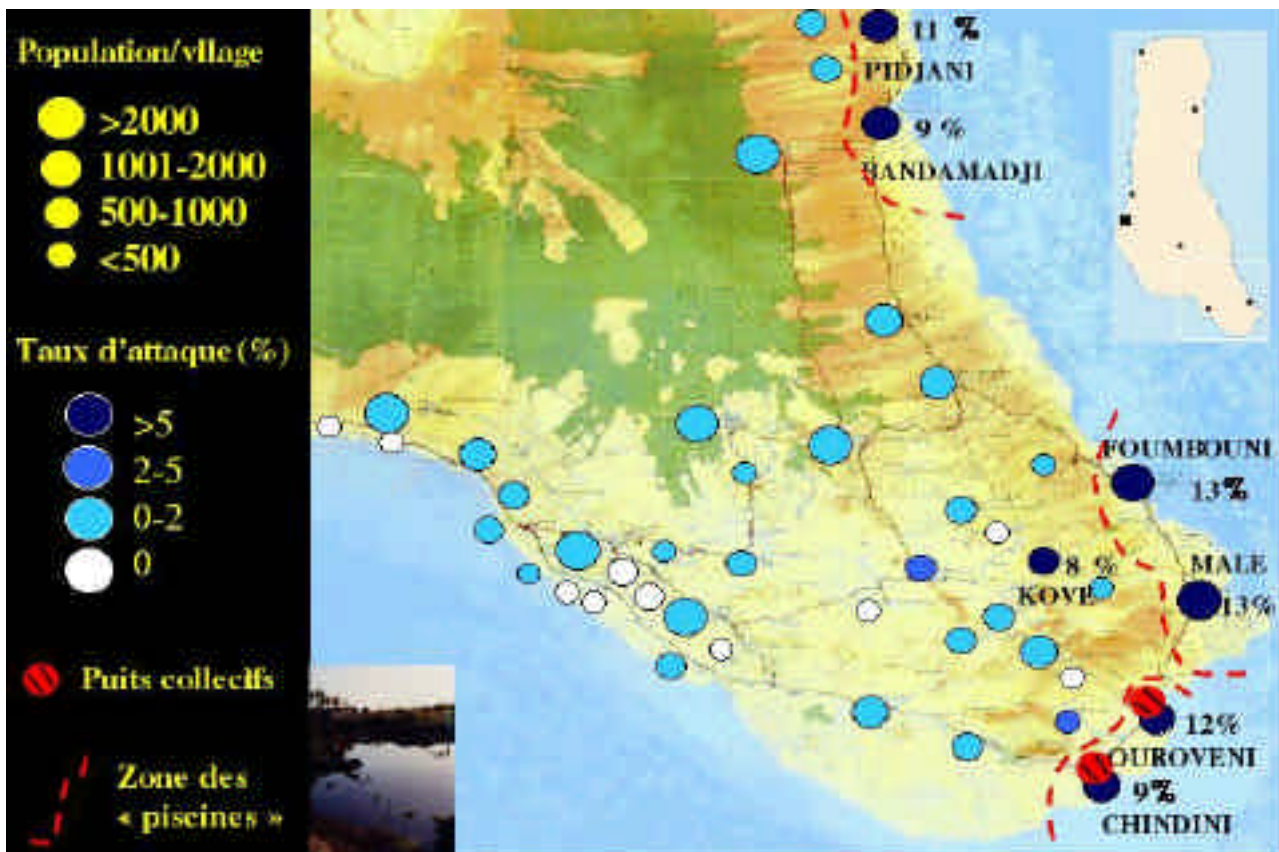 Population/vllage
>2000
1001-2000
500-1000
<500
Taux d'attaque (%)
>5
2-5
0-2
0
Puits collectifs
Zone des
« piscines »
11 %
PIDJANI
9 %
BANDAMADJI
FOUMBOUNI
13%
MALE
13%
8 %
KOVE
12%
OUROVENI
9%
CHINDINI